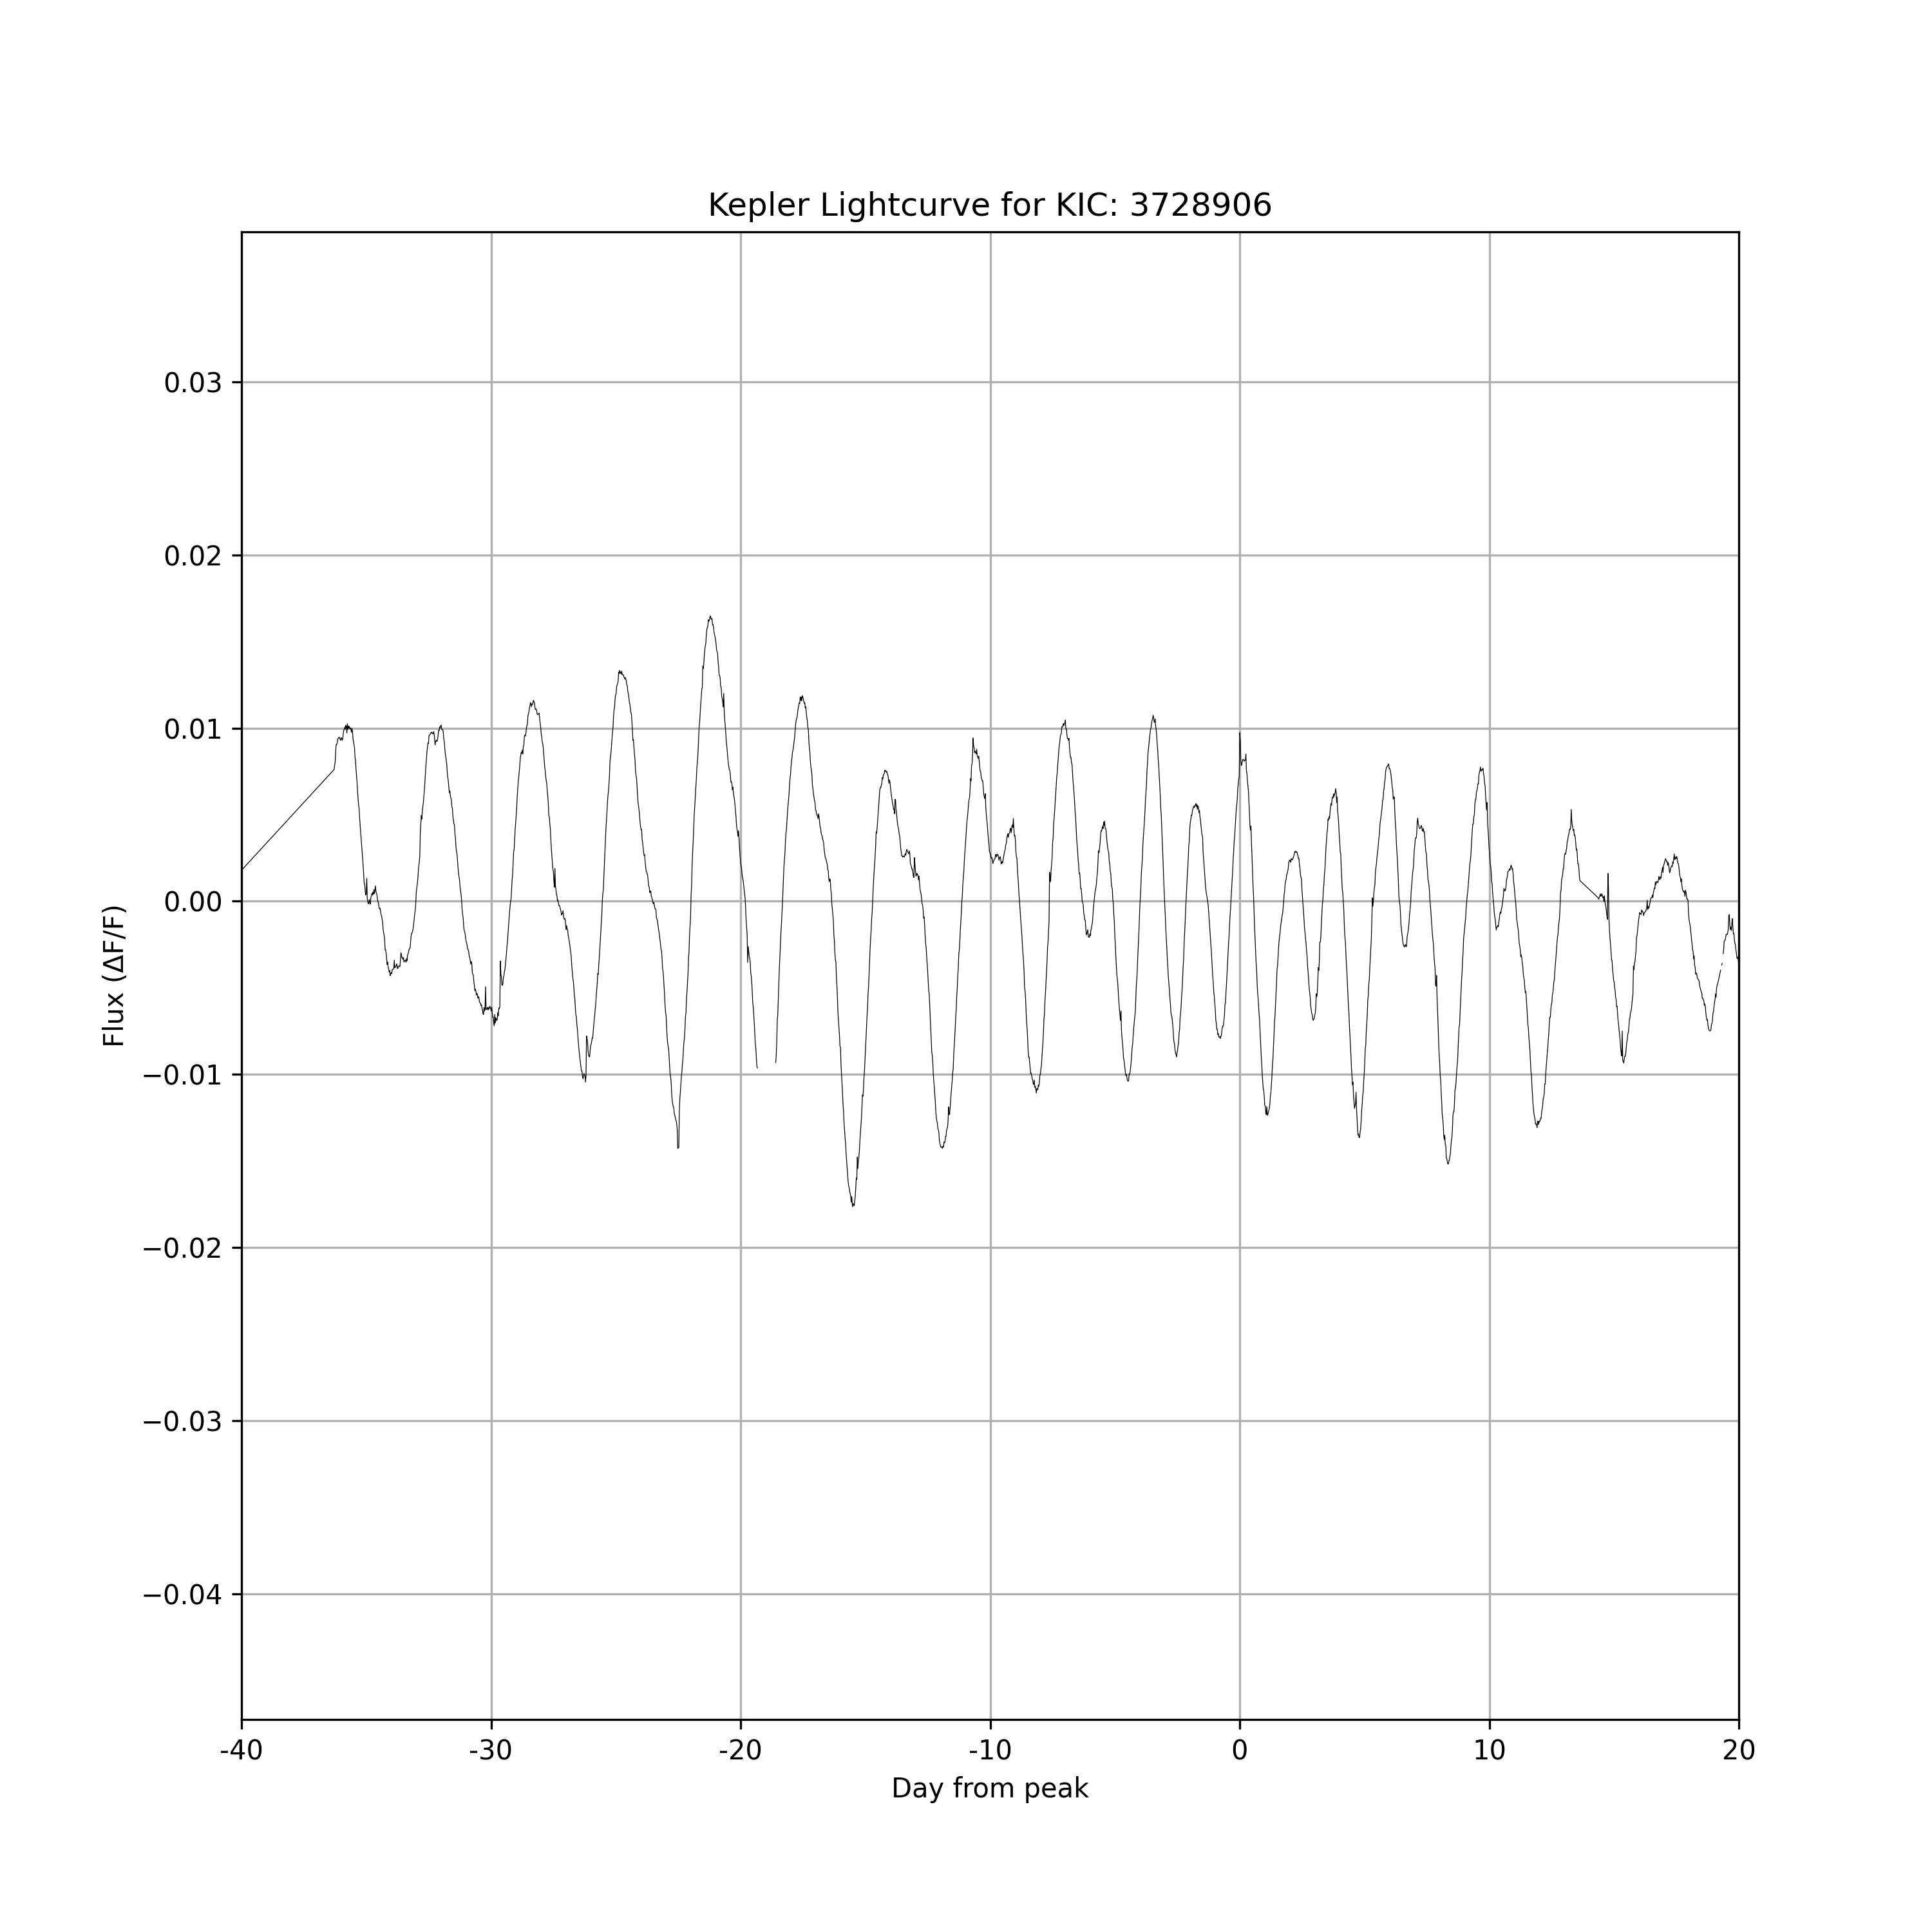 Kepler Lightcurve for KIC: 3728906
0.03
0.02
0.01
0.00
−0.01
−0.02
−0.03
−0.04
Flux (ΔF/F)
-40 -30 -20 -10 0 10 20
Day from peak